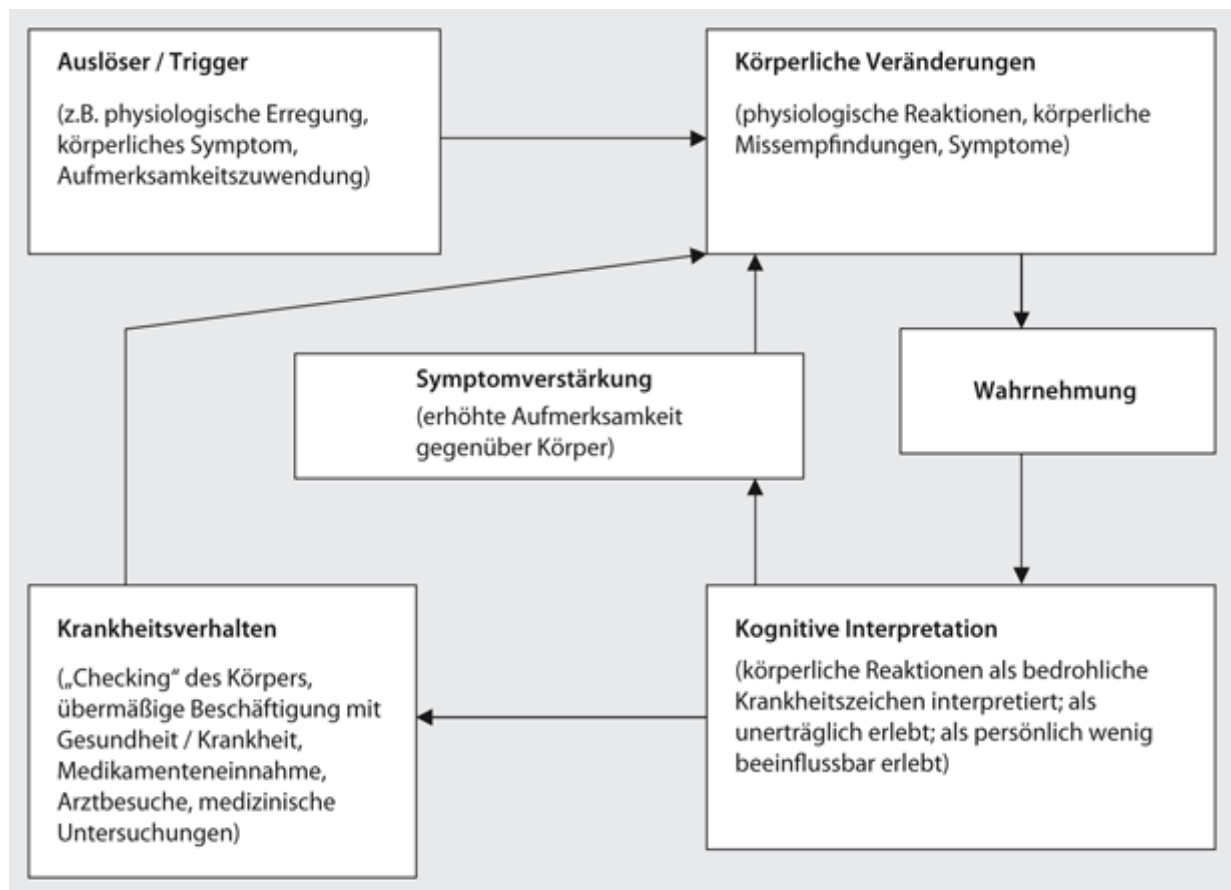 Auslöser / Trigger
(z.B. physiologische Erregung,
körperliches Symptom,
Aufmerksamkeitszuwendung)
Körperliche Veränderungen
(physiologische Reaktionen, körperliche
Missempfindungen, Symptome)
Symptomverstärkung
(erhöhte Aufmerksamkeit
gegenüber Körper)
Wahrnehmung
Krankheitsverhalten
(„Checking“ des Körpers,
übermäßige Beschäftigung mit
Gesundheit / Krankheit,
Medikamenteneinnahme,
Arztbesuche, medizinische
Untersuchungen)
Kognitive Interpretation
(körperliche Reaktionen als bedrohliche
Krankheitszeichen interpretiert; als
unerträglich erlebt; als persönlich wenig
beeinflussbar erlebt)